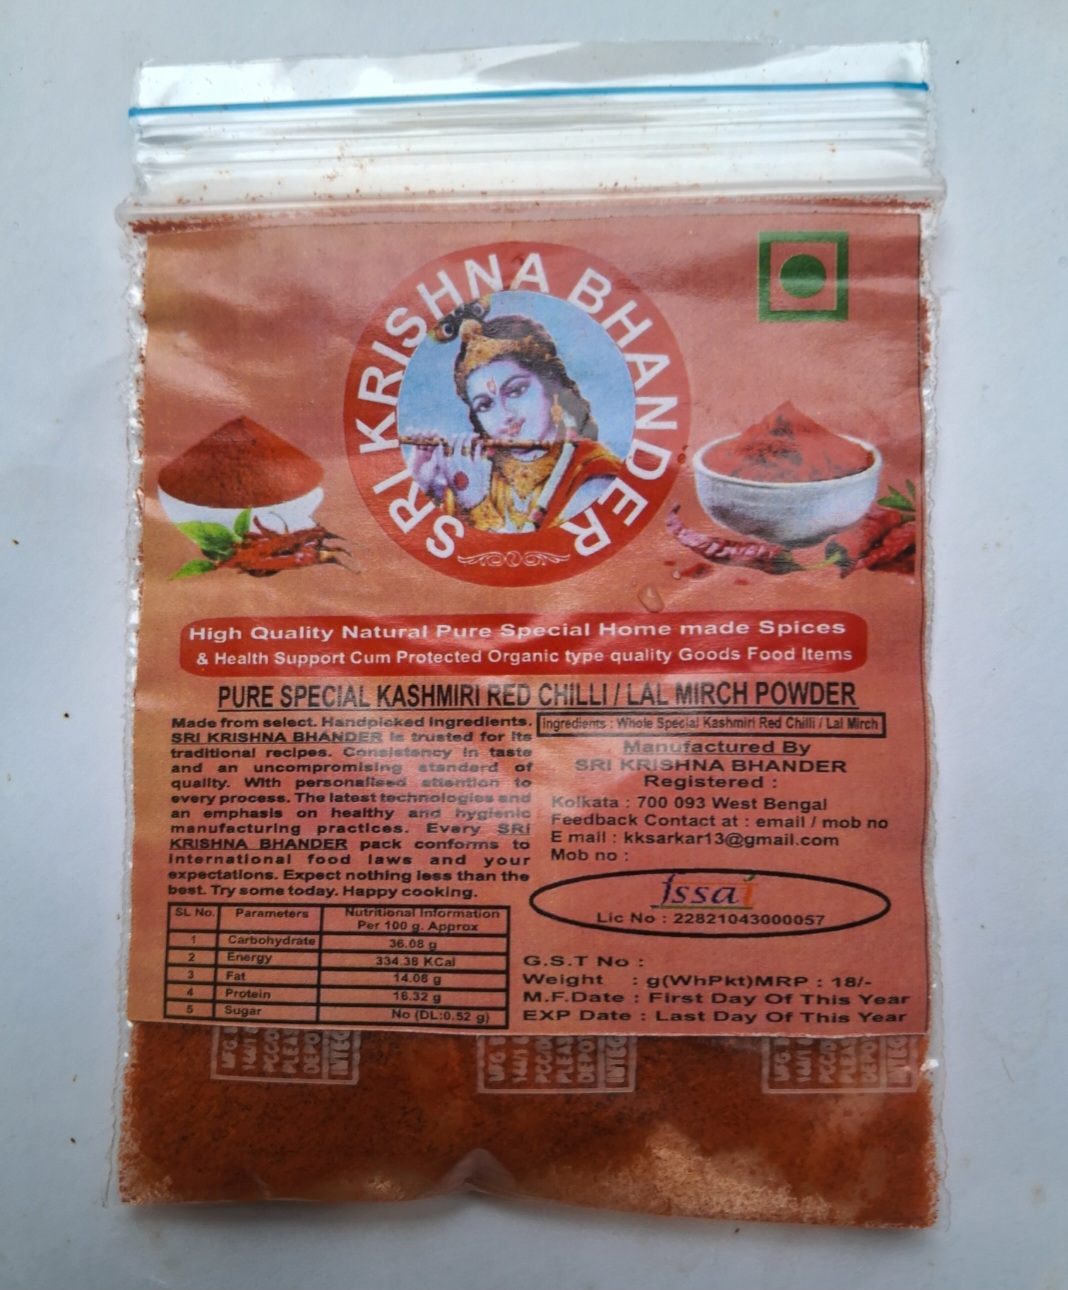 SRI KRISHNA BHANDER
High Quality Natural Pure Special Home made Spices
& Health Support Cum Protected Organic type quality Goods Food Items
PURE SPECIAL KASHMIRI RED CHILLI / LAL MIRCH POWDER
Made from select. Handpicked Ingredients.
SRI KRISHNA BHANDER is trusted for its
traditional recipes. Consistency in taste
and an uncompromising standard of
quality. With personalised attention to
every process. The latest technologies and
an emphasis on healthy and hygienic
manufacturing practices. Every SRI
KRISHNA BHANDER pack conforms to
international food laws and your
expectations. Expect nothing less than the
best. Try some today. Happy cooking.
Ingredients : Whole Special Kashmiri Red Chilli / Lal Mirch
Manufactured By
SRI KRISHNA BHANDER
Registered :
Kolkata : 700 093 West Bengal
Feedback Contact at : email / mob no
E mail : kksarkar13@gmail.com
Mob no :
fssai
Lic No : 22821043000057
SL No. Parameters Nutritional Information
Per 100 g. Approx
1 Carbohydrate 36.08 g
2 Energy 334.38 KCal
3 Fat 14.08 g
4 Protein 16.32 g
5 Sugar No (DL:0.52 g)
G.S.T No :
Weight : g(WhPkt)MRP : 18/-
M.F.Date : First Day Of This Year
EXP Date : Last Day Of This Year